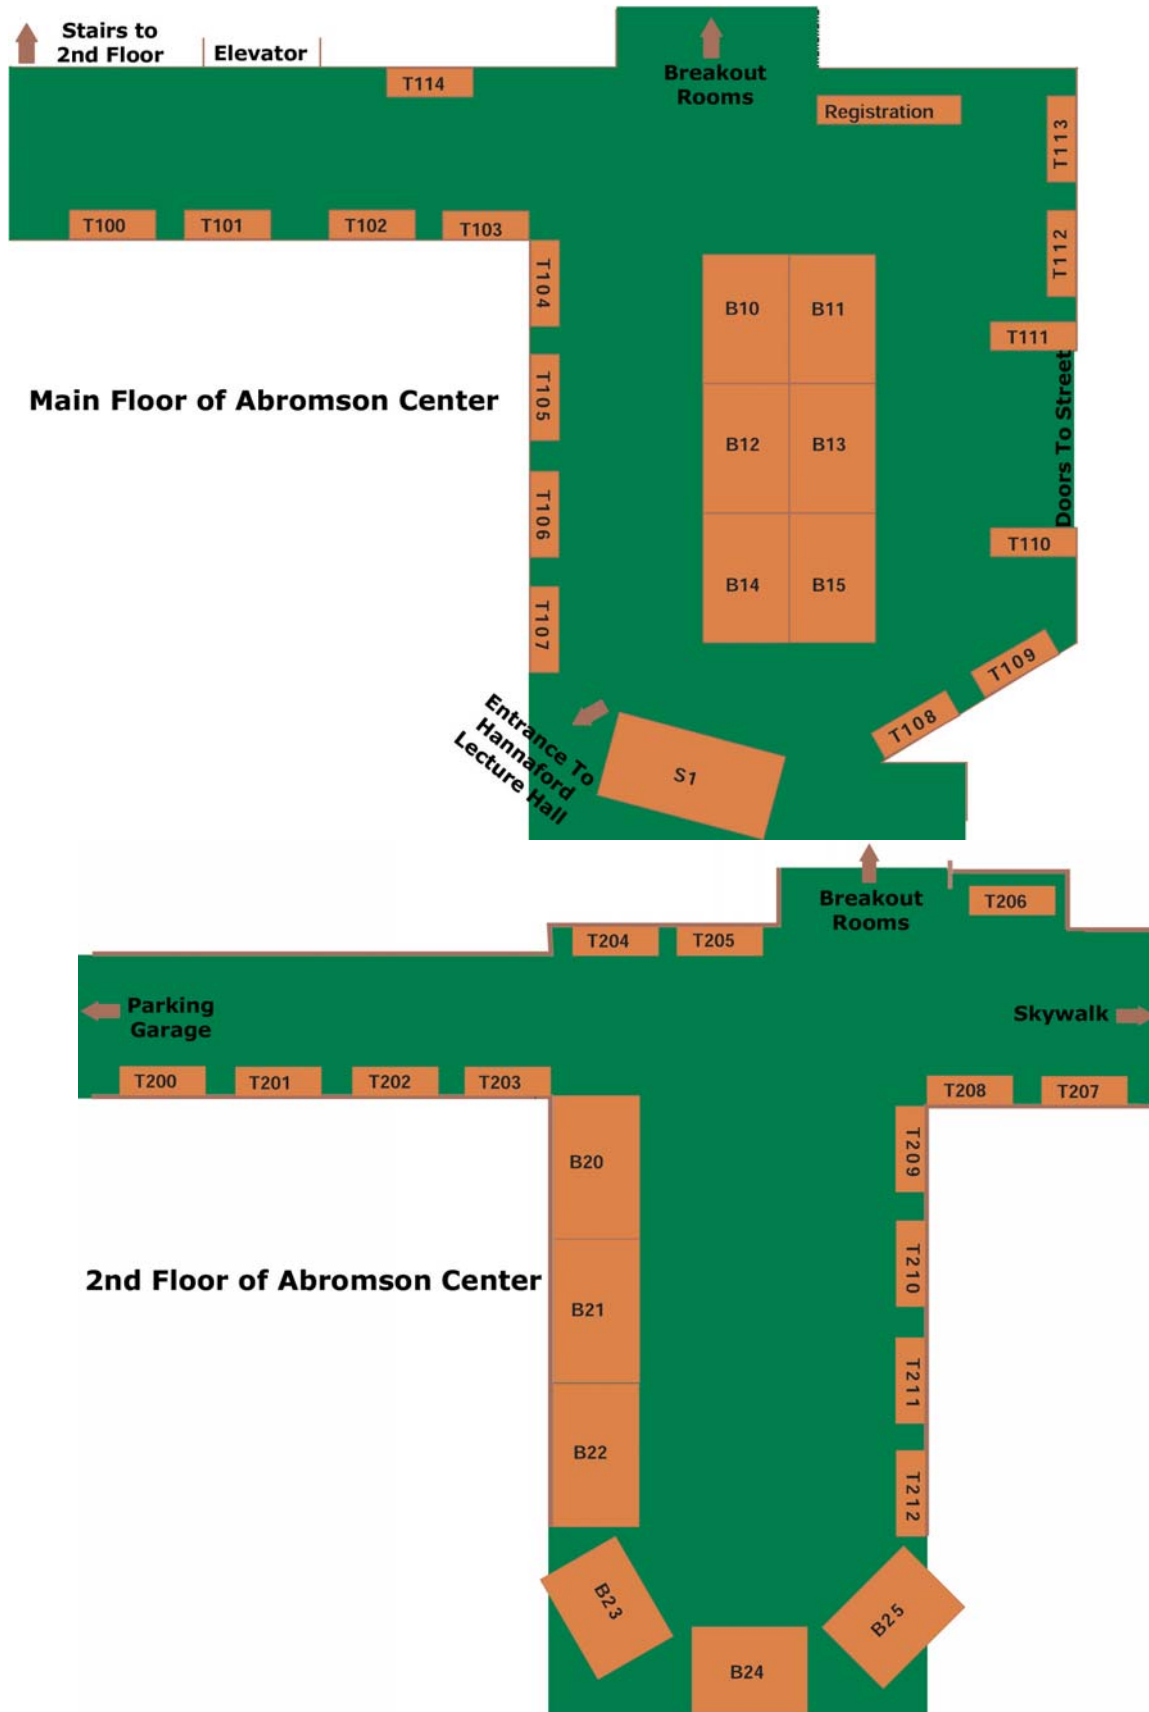 Stairs to
2nd Floor
Elevator
T114
Breakout
Rooms
Registration
T113
T100
T101
T102
T103
T112
T104
B10
B11
T111
Main Floor of Abromson Center
T105
Doors To Street
B12
B13
T106
T110
B14
B15
T107
T109
T108
Entrance To
Hannaford
Lecture Hall
S1
Breakout
Rooms
T206
T204
T205
Parking
Garage
Skywalk
T200
T201
T202
T203
T208
T207
T209
B20
T210
2nd Floor of Abromson Center
B21
T211
B22
T212
B23
B25
B24